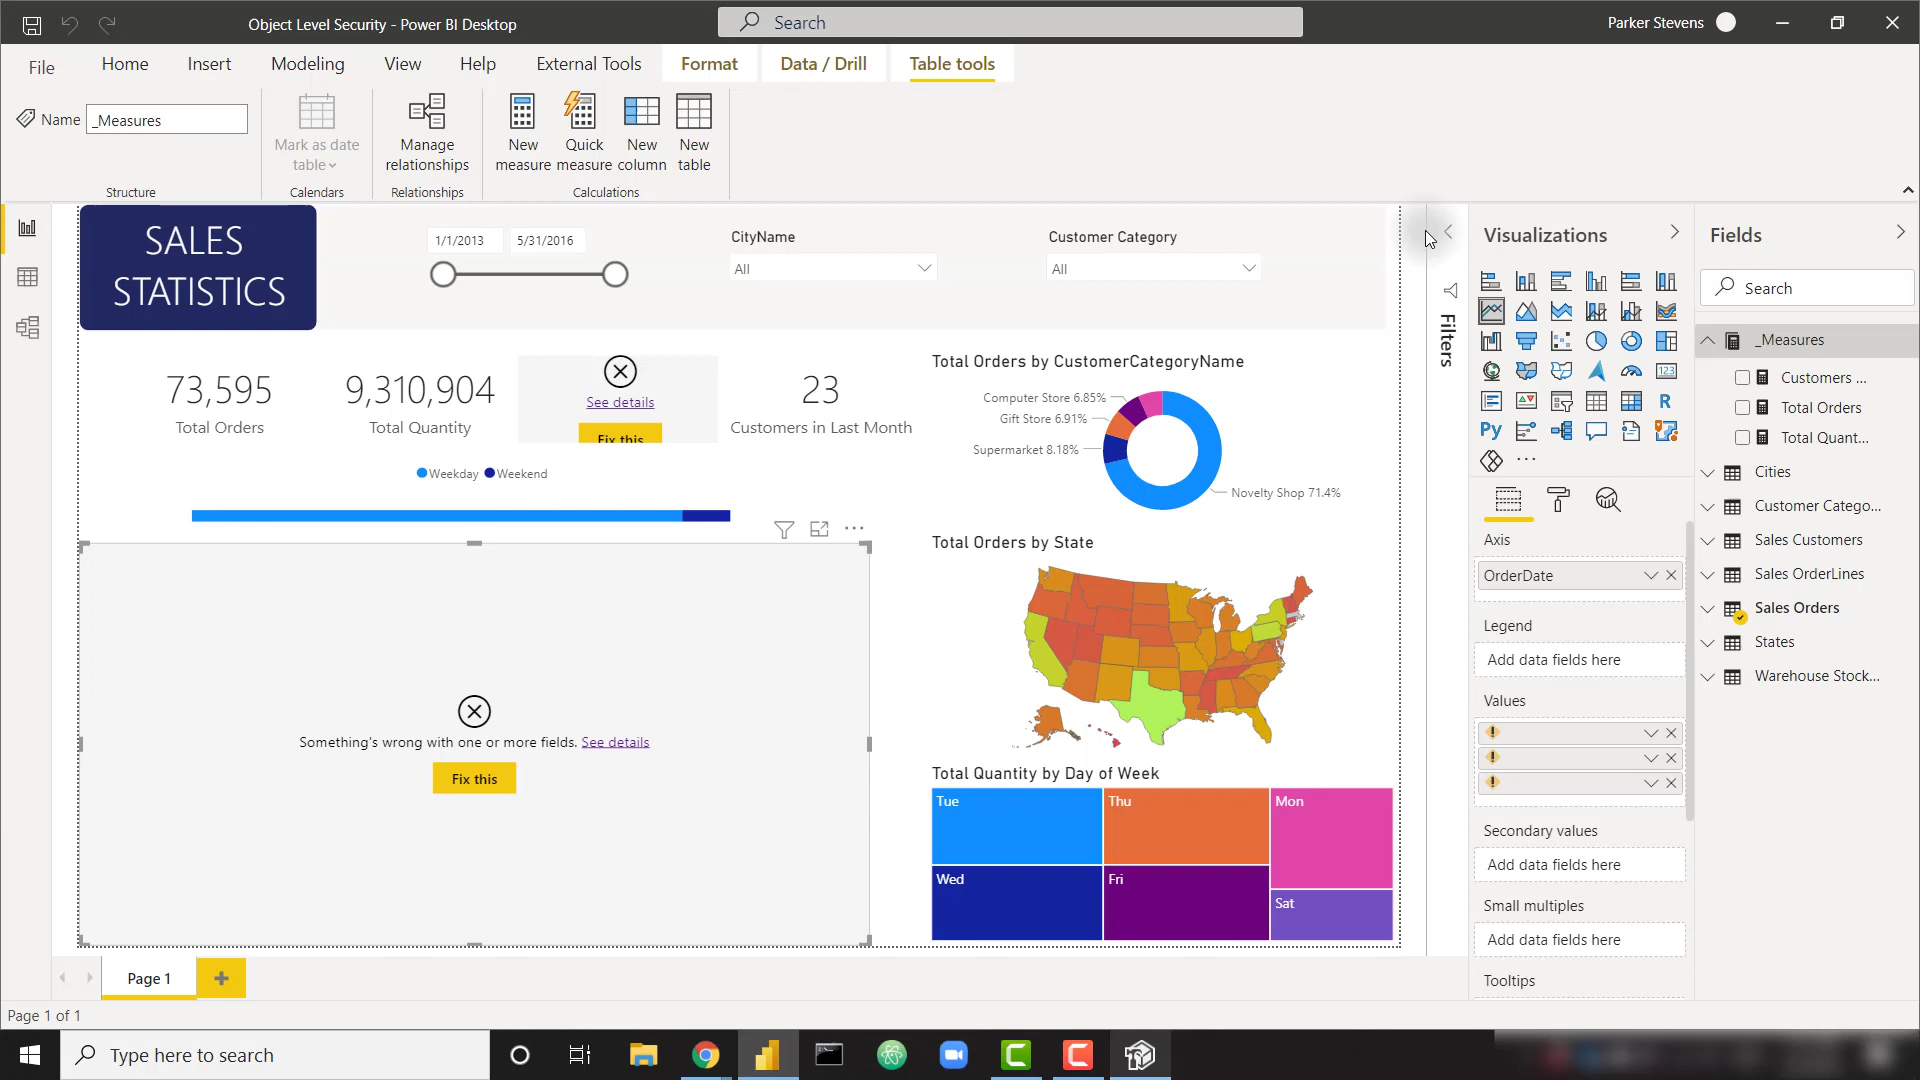 Object Level Security - Power BI Desktop
Search
Parker Stevens
File
Home
Insert
Modeling
View
Help
External Tools
Format
Data / Drill
Table tools
Name
_Measures
Mark as date
table
Manage
relationships
New
measure
Quick
measure
New
column
New
table
Structure
Calendars
Relationships
Calculations
SALES
STATISTICS
1/1/2013
5/31/2016
CityName
All
Customer Category
All
73,595
Total Orders
9,310,904
Total Quantity
See details
Fix this
23
Customers in Last Month
Weekday
Weekend
Something's wrong with one or more fields. See details
Fix this
Total Orders by CustomerCategoryName
Computer Store 6.85%
Gift Store 6.91%
Supermarket 8.18%
Novelty Shop 71.4%
Total Orders by State
Total Quantity by Day of Week
Tue
Thu
Mon
Wed
Fri
Sat
Filters
Visualizations
123
R
Py
Axis
OrderDate
Legend
Add data fields here
Values
Secondary values
Add data fields here
Small multiples
Add data fields here
Tooltips
Fields
Search
_Measures
Customers ...
Total Orders
Total Quant...
Cities
Customer Catego...
Sales Customers
Sales OrderLines
Sales Orders
States
Warehouse Stock...
Page 1
Page 1 of 1
Type here to search